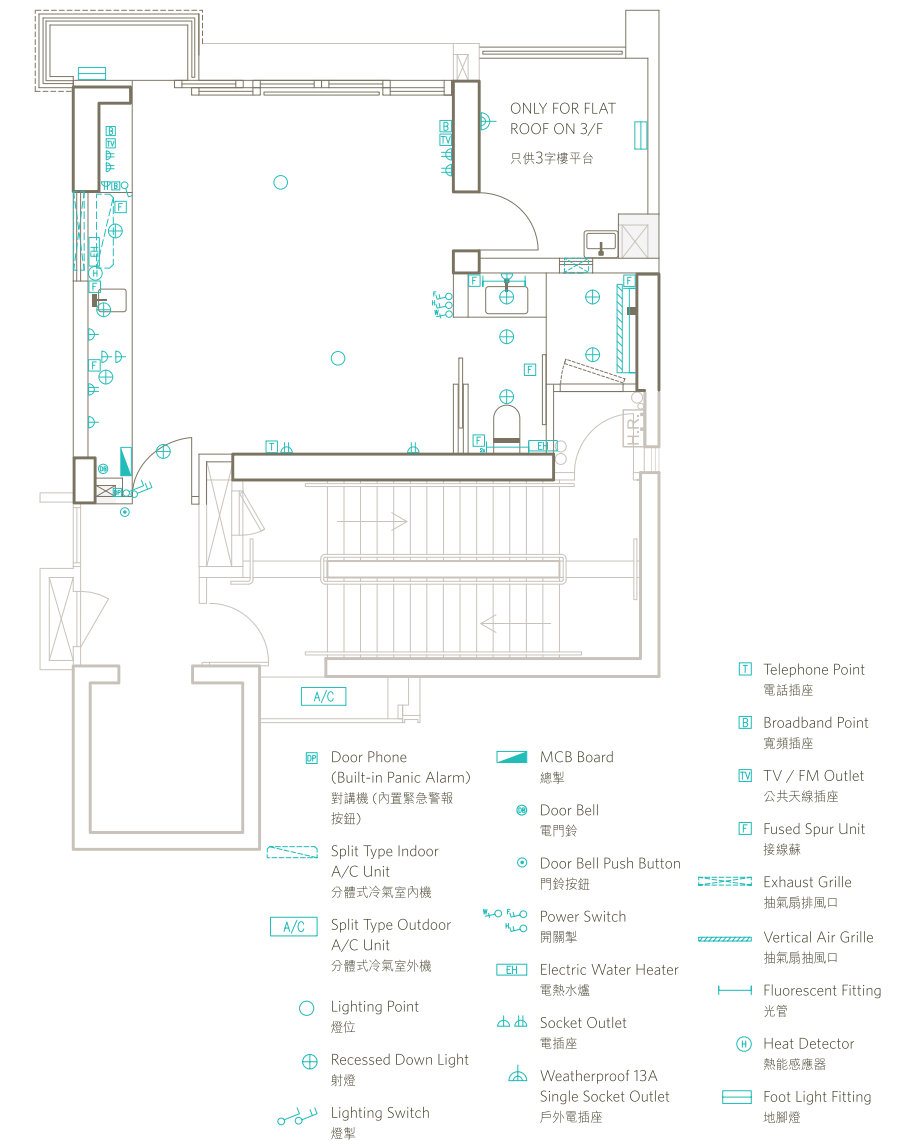 ONLY FOR FLAT
ROOF ON 3/F
只供3字樓平台
B
TV
B
TV
H B
F
EH
H
F
F
F
F
F
H
W
F
F
T
F
EH
H.R.
DB
DP
A/C
DP Door Phone
(Built-in Panic Alarm)
對講機 (內置緊急警報
按鈕)
Split Type Indoor
A/C Unit
分體式冷氣室內機
A/C Split Type Outdoor
A/C Unit
分體式冷氣室外機
Lighting Point
燈位
Recessed Down Light
射燈
Lighting Switch
燈掣
MCB Board
總掣
DB Door Bell
電門鈴
Door Bell Push Button
門鈴按鈕
W F Power Switch
H 開關掣
EH Electric Water Heater
電熱水爐
Socket Outlet
電插座
Weatherproof 13A
Single Socket Outlet
戶外電插座
T Telephone Point
電話插座
B Broadband Point
寬頻插座
TV TV / FM Outlet
公共天線插座
F Fused Spur Unit
接線蘇
Exhaust Grille
抽氣扇排風口
Vertical Air Grille
抽氣扇抽風口
Fluorescent Fitting
光管
H Heat Detector
熱能感應器
Foot Light Fitting
地腳燈